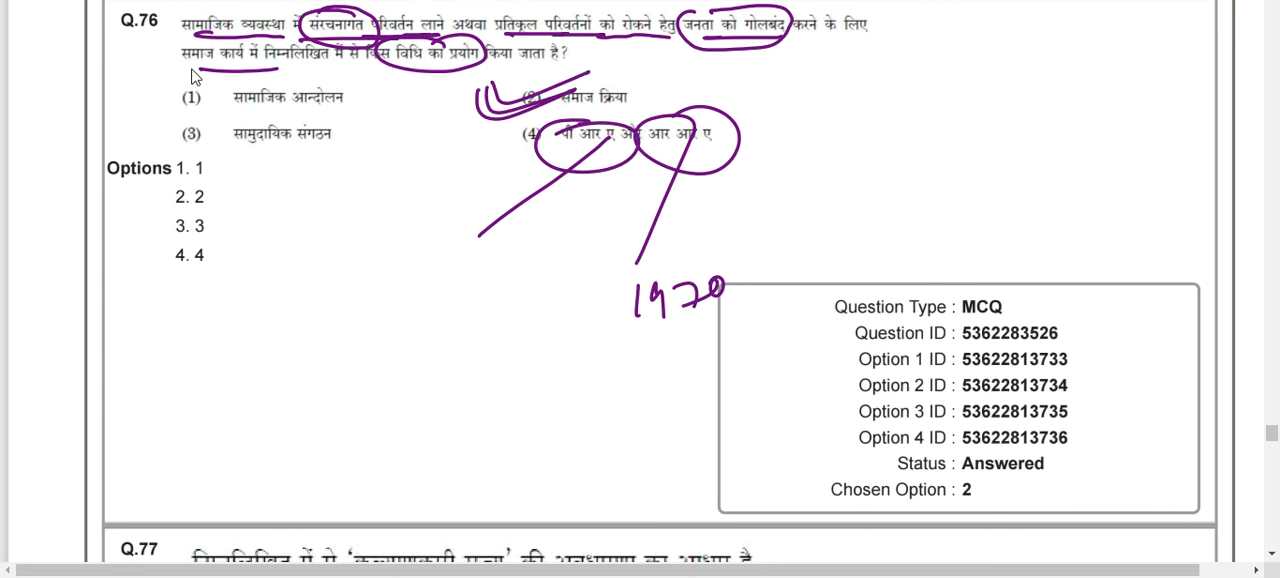 Q.76 सामाजिक व्यवस्था में संरचनागत परिवर्तन लाने अथवा प्रतिकूल परिवर्तनों को रोकने हेतु जनता को गोलबंद करने के लिए
समाज कार्य में निम्नलिखित में से किस विधि का प्रयोग किया जाता है?
(1) सामाजिक आन्दोलन (2) समाज क्रिया
(3) सामुदायिक संगठन (4) पी आर ए और आर आर ए
Options 1. 1
2. 2
3. 3
4. 4
1970
Question Type : MCQ
Question ID : 5362283526
Option 1 ID : 53622813733
Option 2 ID : 53622813734
Option 3 ID : 53622813735
Option 4 ID : 53622813736
Status : Answered
Chosen Option : 2
Q.77